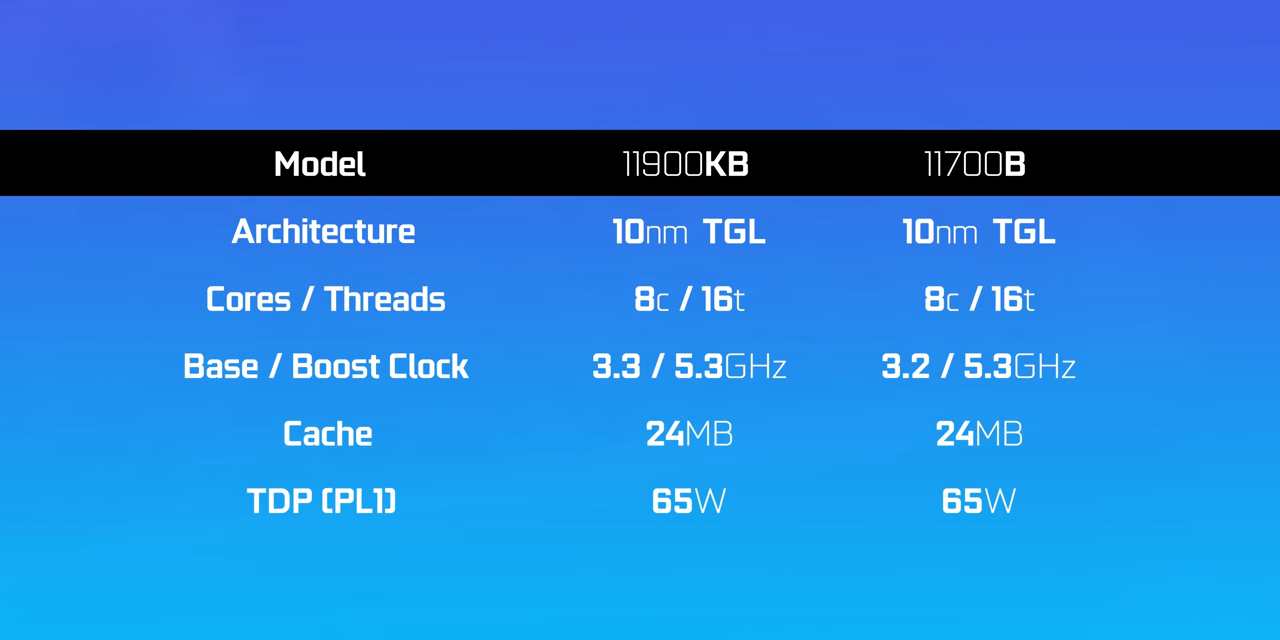 Model 11900KB 11700B
Architecture 10nm TGL 10nm TGL
Cores / Threads 8c / 16t 8c / 16t
Base / Boost Clock 3.3 / 5.3GHz 3.2 / 5.3GHz
Cache 24MB 24MB
TDP (PL1) 65W 65W